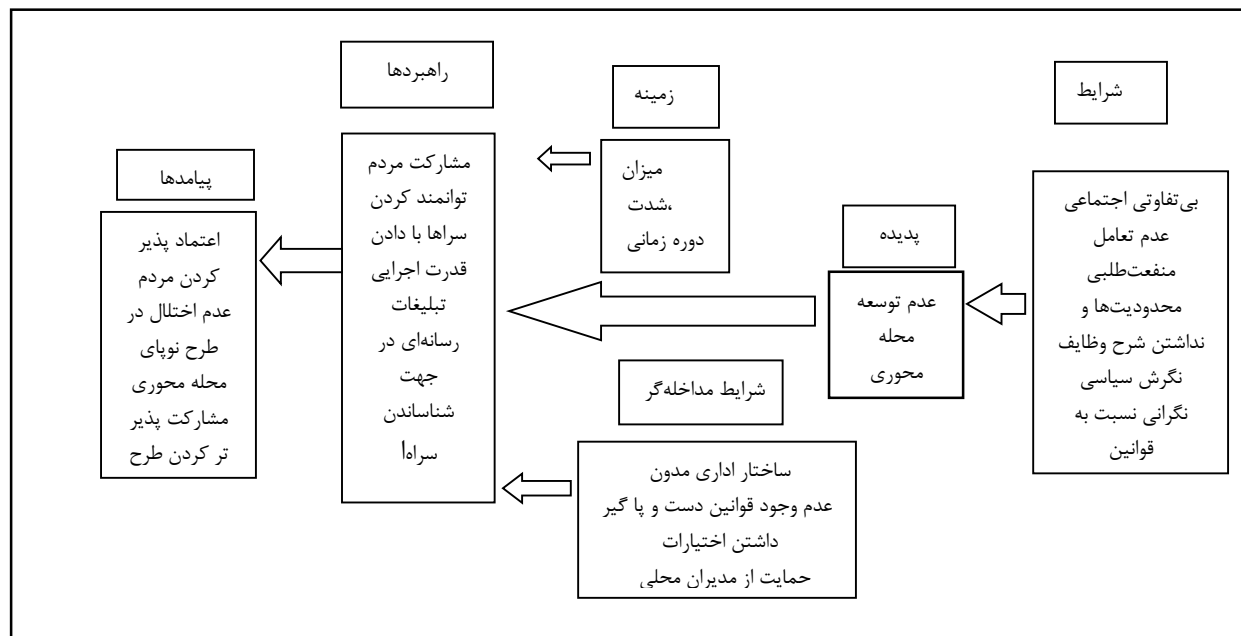 شرایط
بی‌تفاوتی اجتماعی
عدم تعامل
منفعت‌طلبی
محدودیت‌ها و
نداشتن شرح وظایف
نگرش سیاسی
نگرانی نسبت به
قوانین
پدیده
عدم توسعه
محله
محوری
زمینه
میزان
،شدت
دوره زمانی
شرایط مداخله‌گر
ساختار اداری مدون
عدم وجود قوانین دست و پا گیر
داشتن اختیارات
حمایت از مدیران محلی
راهبردها
مشارکت مردم
توانمند کردن
سراها با دادن
قدرت اجرایی
تبلیغات
رسانه‌ای در
جهت
شناساندن
سراهأ
پیامدها
اعتماد پذیر
کردن مردم
عدم اختلال در
طرح نوپای
محله محوری
مشارکت پذیر
تر کردن طرح